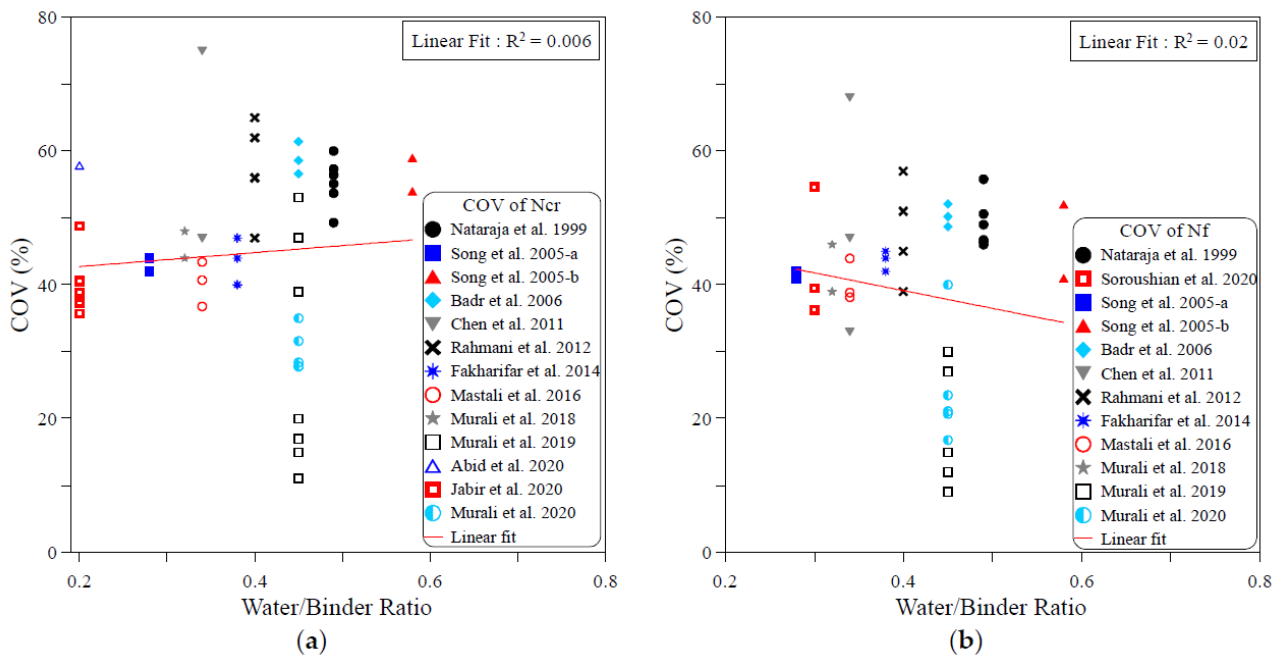 80
60
40
20
0
COV (%)
Linear Fit : R² = 0.006
COV of Ncr
Nataraja et al. 1999
Song et al. 2005-a
Song et al. 2005-b
Badr et al. 2006
Chen et al. 2011
Rahmani et al. 2012
Fakharifar et al. 2014
Mastali et al. 2016
Murali et al. 2018
Murali et al. 2019
Abid et al. 2020
Jabir et al. 2020
Murali et al. 2020
Linear fit
0.2 0.4 0.6 0.8
Water/Binder Ratio
(a)
80
60
40
20
0
COV (%)
Linear Fit : R² = 0.02
COV of Nf
Nataraja et al. 1999
Soroushian et al. 2020
Song et al. 2005-a
Song et al. 2005-b
Badr et al. 2006
Chen et al. 2011
Rahmani et al. 2012
Fakharifar et al. 2014
Mastali et al. 2016
Murali et al. 2018
Murali et al. 2019
Murali et al. 2020
Linear fit
0.2 0.4 0.6 0.8
Water/Binder Ratio
(b)